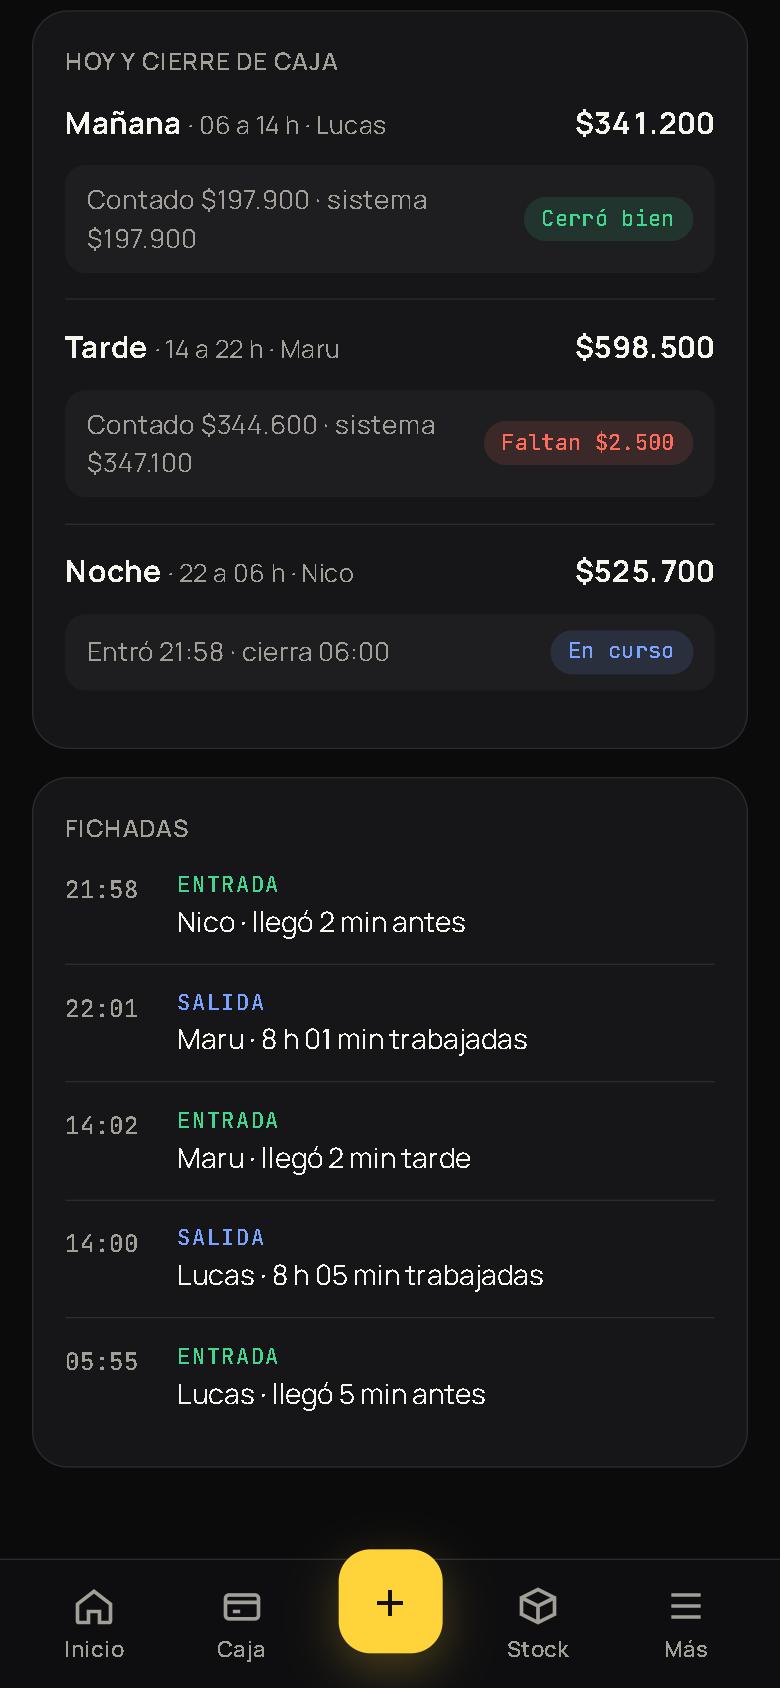 HOY Y CIERRE DE CAJA
Mañana · 06 a 14 h · Lucas $341.200
Contado $197.900 · sistema
$197.900
Cerró bien
Tarde · 14 a 22 h · Maru $598.500
Contado $344.600 · sistema
$347.100
Faltan $2.500
Noche · 22 a 06 h · Nico $525.700
Entró 21:58 · cierra 06:00
En curso
FICHADAS
21:58
ENTRADA
Nico · llegó 2 min antes
22:01
SALIDA
Maru · 8 h 01 min trabajadas
14:02
ENTRADA
Maru · llegó 2 min tarde
14:00
SALIDA
Lucas · 8 h 05 min trabajadas
05:55
ENTRADA
Lucas · llegó 5 min antes
+
Inicio
Caja
Stock
Más